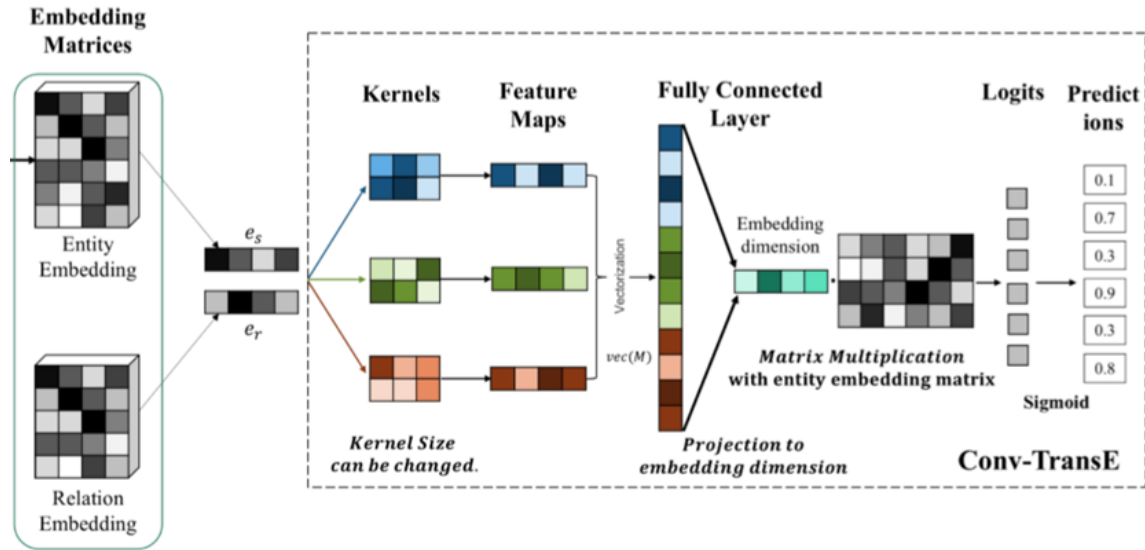 Embedding
Matrices
Entity
Embedding
Relation
Embedding
e_s
e_r
Kernels
Kernel Size
can be changed.
Feature
Maps
Vectorization
vec(M)
Fully Connected
Layer
Projection to
embedding dimension
Embedding
dimension
Matrix Multiplication
with entity embedding matrix
Logits
Sigmoid
Predict
ions
0.1
0.7
0.3
0.9
0.3
0.8
Conv-TransE